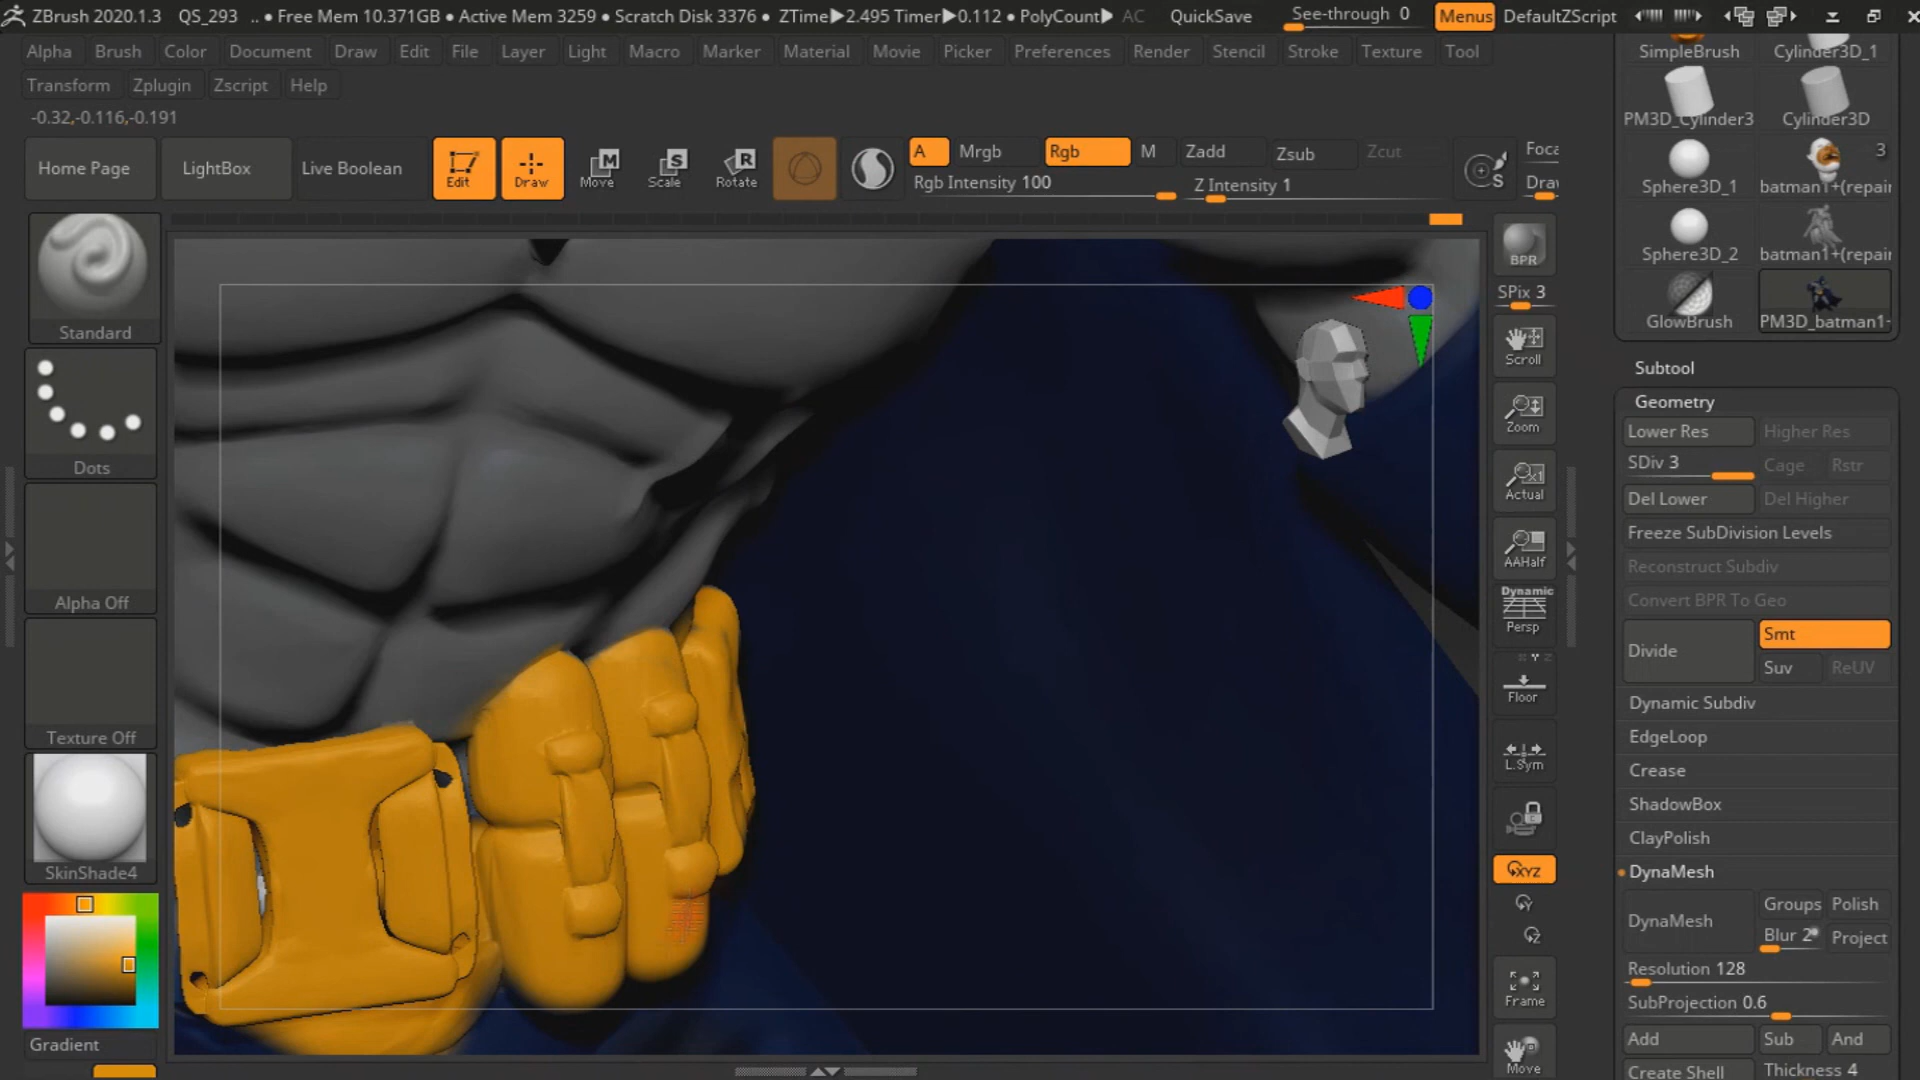 ZBrush 2020.1.3 QS_293 .. • Free Mem 10.371GB • Active Mem 3259 • Scratch Disk 3376 • ZTime▶2.495 Timer▶0.112 • PolyCount▶ AC QuickSave See-through 0 Menus DefaultZScript
Alpha Brush Color Document Draw Edit File Layer Light Macro Marker Material Movie Picker Preferences Render Stencil Stroke Texture Tool
Transform Zplugin Zscript Help
-0.32,-0.116,-0.191
Home Page LightBox Live Boolean Edit Draw Move Scale Rotate
M S R
A Mrgb Rgb M Zadd Zsub Zcut Foca
Rgb Intensity 100 Z Intensity 1 S Draw
Standard
Dots
Alpha Off
Texture Off
SkinShade4
Gradient
BPR
SPix 3
Scroll
Zoom
Actual
AAHalf
Dynamic
Persp
X Y Z
Floor
L.Sym
XYZ
Y
Z
Frame
Move
SimpleBrush Cylinder3D_1
PM3D_Cylinder3 Cylinder3D
3
Sphere3D_1 batman1+(repair
Sphere3D_2 batman1+(repair
GlowBrush PM3D_batman1-
Subtool
Geometry
Lower Res Higher Res
SDiv 3 Cage Rstr
Del Lower Del Higher
Freeze SubDivision Levels
Reconstruct Subdiv
Convert BPR To Geo
Divide Smt
Suv ReUV
Dynamic Subdiv
EdgeLoop
Crease
ShadowBox
ClayPolish
DynaMesh
DynaMesh Groups Polish
Blur 2 Project
Resolution 128
SubProjection 0.6
Add Sub And
Create Shell Thickness 4